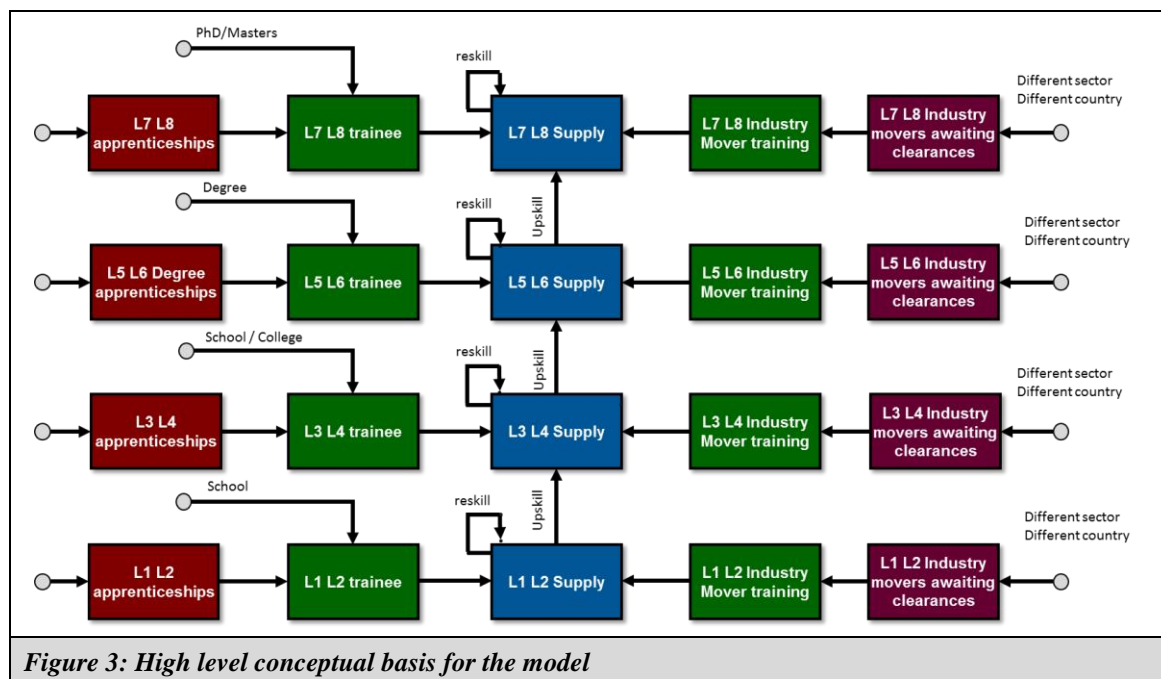 PhD/Masters
reskill
Different sector
Different country
L7 L8
apprenticeships
L7 L8 trainee
L7 L8 Supply
L7 L8 Industry
Mover training
L7 L8 Industry
movers awaiting
clearances
Upskill
Degree
reskill
Different sector
Different country
L5 L6 Degree
apprenticeships
L5 L6 trainee
L5 L6 Supply
L5 L6 Industry
Mover training
L5 L6 Industry
movers awaiting
clearances
Upskill
School / College
reskill
Different sector
Different country
L3 L4
apprenticeships
L3 L4 trainee
L3 L4 Supply
L3 L4 Industry
Mover training
L3 L4 Industry
movers awaiting
clearances
Upskill
School
reskill
Different sector
Different country
L1 L2
apprenticeships
L1 L2 trainee
L1 L2 Supply
L1 L2 Industry
Mover training
L1 L2 Industry
movers awaiting
clearances
Figure 3: High level conceptual basis for the model